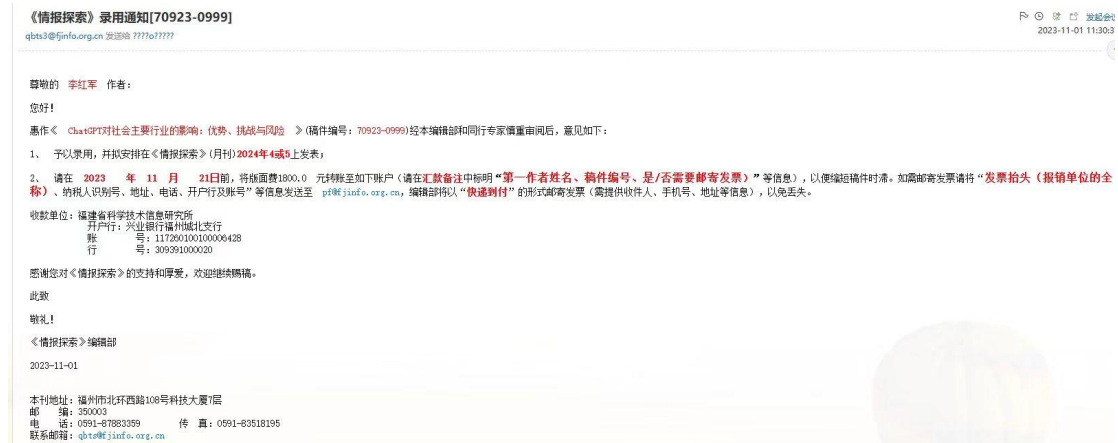 《情报探索》录用通知[70923-0999]
qbts3@fjinfo.org.cn 发送给 ????o?????
发起会
2023-11-01 11:30:3
尊敬的 李红军 作者：
您好！
惠作《 ChatGPT对社会主要行业的影响：优势、挑战与风险 》(稿件编号：70923-0999)经本编辑部和同行专家慎重审阅后，意见如下：
1、 予以录用，并拟安排在《情报探索》(月刊)2024年4或5上发表；
2、 请在 2023 年 11 月 21日前，将版面费1800.0 元转账至如下账户（请在汇款备注中标明“第一作者姓名、稿件编号、是/否需要邮寄发票）”等信息），以便缩短稿件时滞。如需邮寄发票请将“发票抬头（报销单位的全
称）、纳税人识别号、地址、电话、开户行及账号”等信息发送至 pf@fjinfo.org.cn，编辑部将以“快递到付”的形式邮寄发票（需提供收件人、手机号、地址等信息），以免丢失。
收款单位：福建省科学技术信息研究所
开户行：兴业银行福州城北支行
账 号：117260100100006428
行 号：309391000020
感谢您对《情报探索》的支持和厚爱，欢迎继续赐稿。
此致
敬礼！
《情报探索》编辑部
2023-11-01
本刊地址：福州市北环西路108号科技大厦7层
邮 编：350003
电 话：0591-87883359 传 真：0591-83518195
联系邮箱：qbts@fjinfo.org.cn